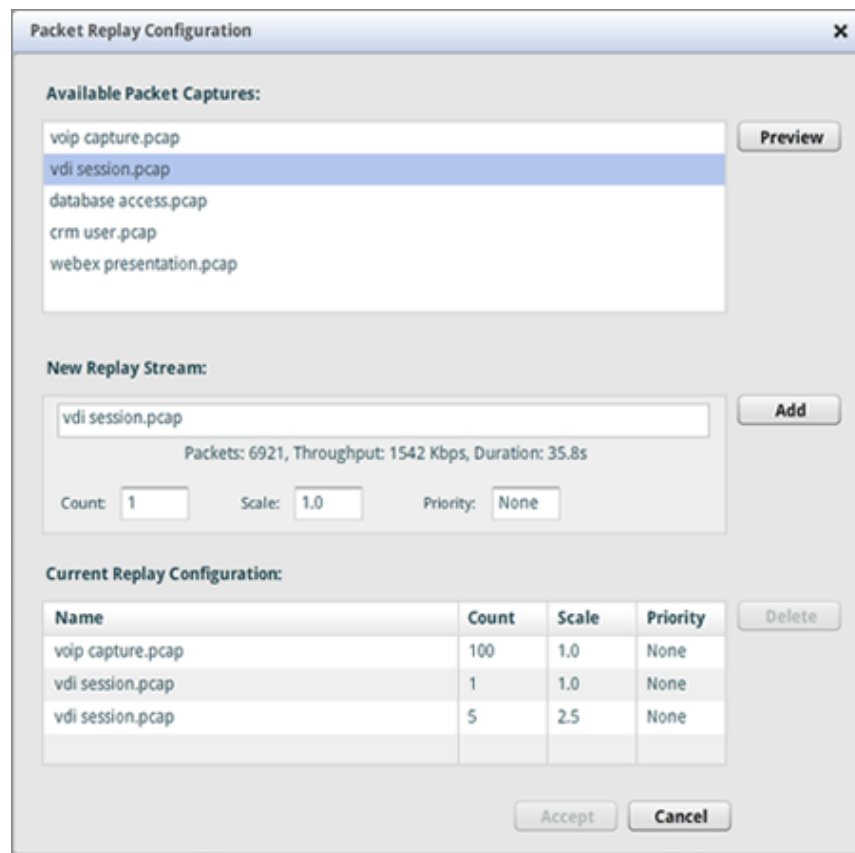 Packet Replay Configuration
Available Packet Captures:
voip capture.pcap
Preview
vdi session.pcap
database access.pcap
crm user.pcap
webex presentation.pcap
New Replay Stream:
vdi session.pcap
Add
Packets: 6921, Throughput: 1542 Kbps, Duration: 35.8s
Count: 1 Scale: 1.0 Priority: None
Current Replay Configuration:
Name Count Scale Priority
Delete
voip capture.pcap 100 1.0 None
vdi session.pcap 1 1.0 None
vdi session.pcap 5 2.5 None
Accept Cancel